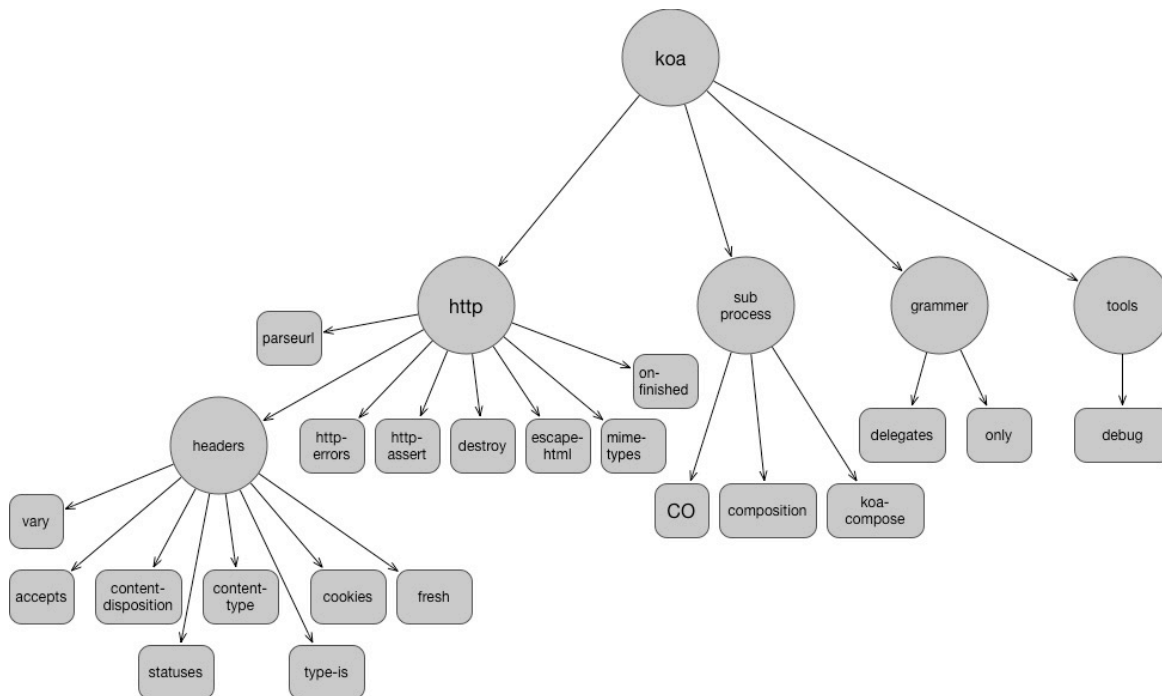 koa
http
sub
process
grammer
tools
parseurl
on-
finished
headers
http-
errors
http-
assert
destroy
escape-
html
mime-
types
delegates
only
debug
vary
CO
composition
koa-
compose
accepts
content-
disposition
content-
type
cookies
fresh
statuses
type-is